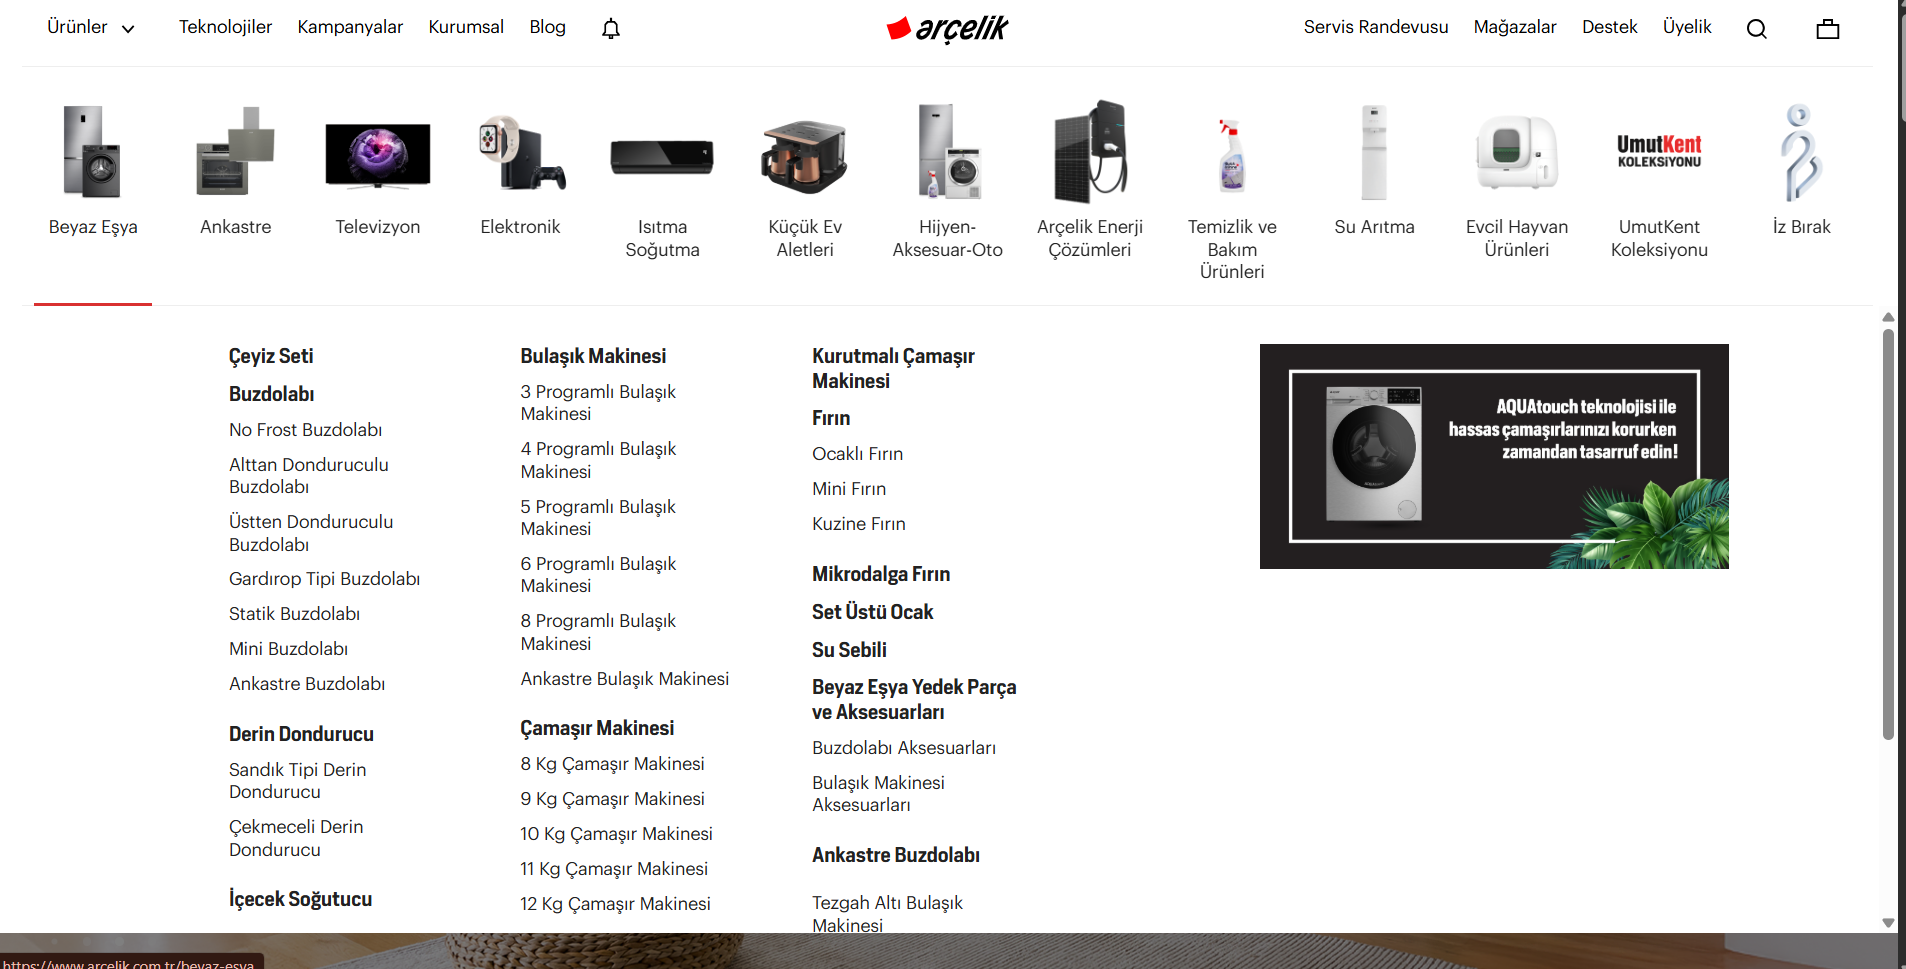 Ürünler
Teknolojiler
Kampanyalar
Kurumsal
Blog
arçelik
Servis Randevusu
Mağazalar
Destek
Üyelik
UmutKent
KOLEKSİYONU
Beyaz Eşya
Ankastre
Televizyon
Elektronik
Isıtma
Soğutma
Küçük Ev
Aletleri
Hijyen-
Aksesuar-Oto
Arçelik Enerji
Çözümleri
Temizlik ve
Bakım
Ürünleri
Su Arıtma
Evcil Hayvan
Ürünleri
UmutKent
Koleksiyonu
İz Bırak
Çeyiz Seti
Buzdolabı
No Frost Buzdolabı
Alttan Donduruculu
Buzdolabı
Üstten Donduruculu
Buzdolabı
Gardırop Tipi Buzdolabı
Statik Buzdolabı
Mini Buzdolabı
Ankastre Buzdolabı
Derin Dondurucu
Sandık Tipi Derin
Dondurucu
Çekmeceli Derin
Dondurucu
İçecek Soğutucu
Bulaşık Makinesi
3 Programlı Bulaşık
Makinesi
4 Programlı Bulaşık
Makinesi
5 Programlı Bulaşık
Makinesi
6 Programlı Bulaşık
Makinesi
8 Programlı Bulaşık
Makinesi
Ankastre Bulaşık Makinesi
Çamaşır Makinesi
8 Kg Çamaşır Makinesi
9 Kg Çamaşır Makinesi
10 Kg Çamaşır Makinesi
11 Kg Çamaşır Makinesi
12 Kg Çamaşır Makinesi
Kurutmalı Çamaşır
Makinesi
Fırın
Ocaklı Fırın
Mini Fırın
Kuzine Fırın
Mikrodalga Fırın
Set Üstü Ocak
Su Sebili
Beyaz Eşya Yedek Parça
ve Aksesuarları
Buzdolabı Aksesuarları
Bulaşık Makinesi
Aksesuarları
Ankastre Buzdolabı
Tezgah Altı Bulaşık
Makinesi
AQUAtouch teknolojisi ile
hassas çamaşırlarınızı korurken
zamandan tasarruf edin!
https://www.arcelik.com.tr/beyaz-esya